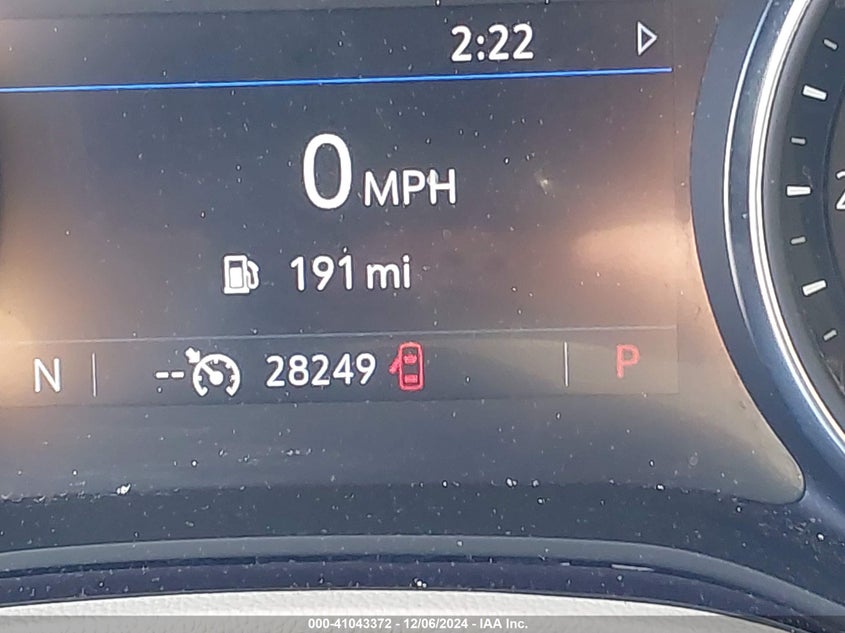 2:22
0 MPH
191 mi
N -- 28249 P
000-41043372 - 12/06/2024 - IAA Inc.